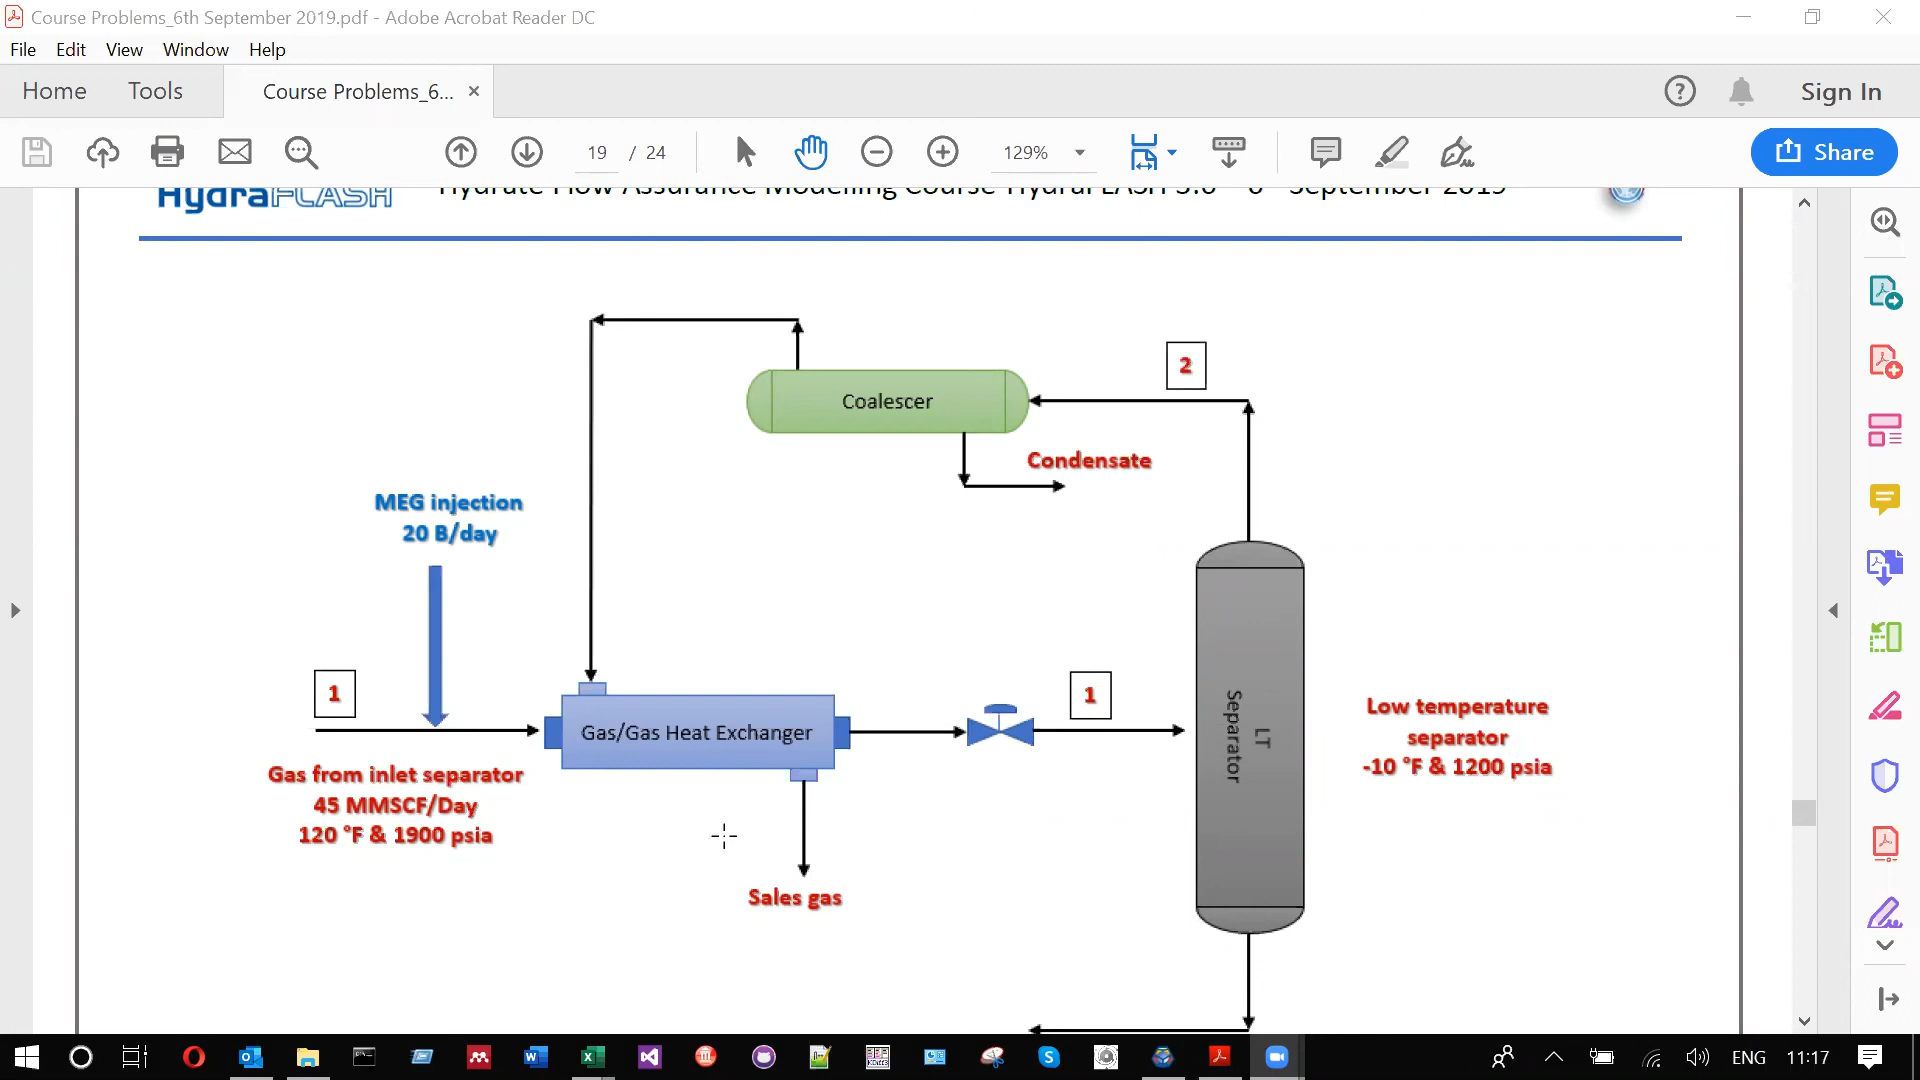 Course Problems_6th September 2019.pdf - Adobe Acrobat Reader DC
File Edit View Window Help
Home Tools Course Problems_6... × Sign In
19 / 24 129% Share
HydraFLASH
2
Coalescer
Condensate
MEG injection
20 B/day
1
1
Gas/Gas Heat Exchanger
LT
Separator
Low temperature
separator
-10 °F & 1200 psia
Gas from inlet separator
45 MMSCF/Day
120 °F & 1900 psia
Sales gas
ENG 11:17